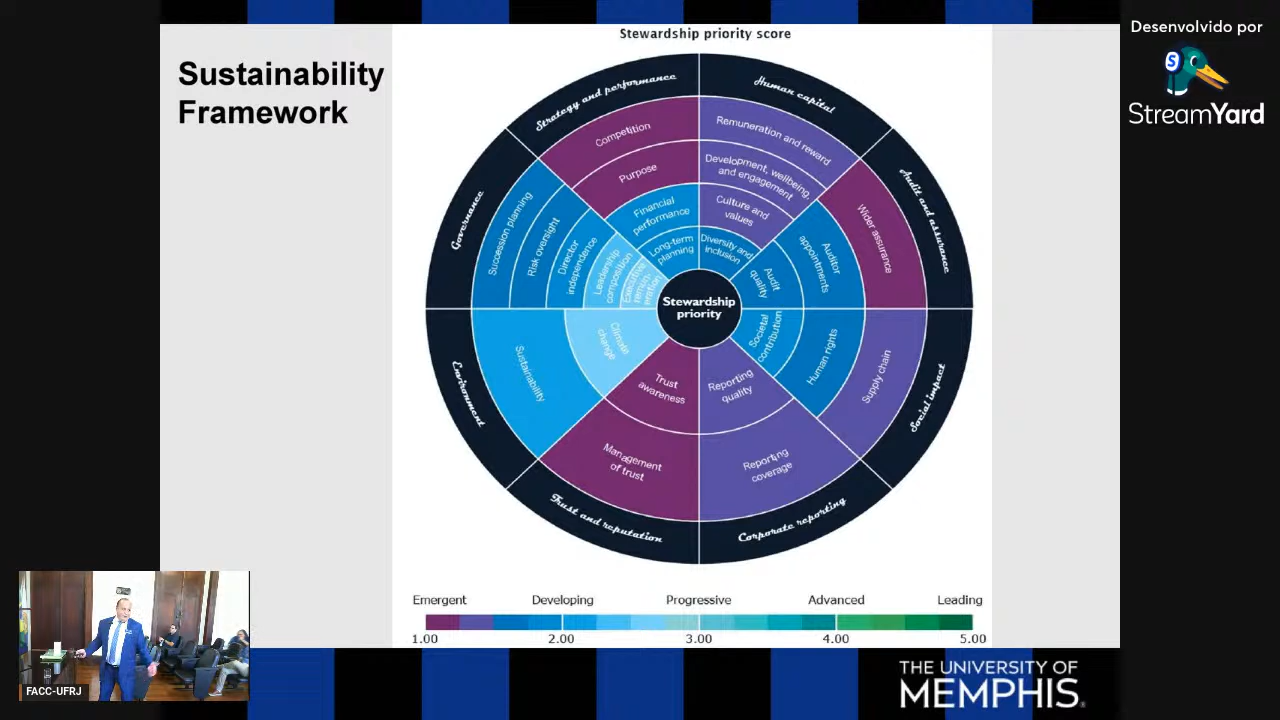 Sustainability
Framework
Stewardship priority score
Strategy and performance
Human capital
Governance
Audit and assurance
Environment
Social impact
Trust and reputation
Corporate reporting
Competition
Purpose
Financial
performance
Long-term
planning
Remuneration and reward
Development, wellbeing,
and engagement
Culture and
values
Diversity and
inclusion
Succession planning
Risk oversight
Director
independence
Leadership
composition
Executive
remun-
eration
Wider assurance
Auditor
appointments
Audit
quality
Stewardship
priority
Sustainability
Climate
change
Societal
contribution
Human rights
Supply chain
Trust
awareness
Management
of trust
Reporting
quality
Reporting
coverage
Emergent
Developing
Progressive
Advanced
Leading
1.00
2.00
3.00
4.00
5.00
Desenvolvido por
S
StreamYard
FACC-UFRJ
THE UNIVERSITY OF
MEMPHIS